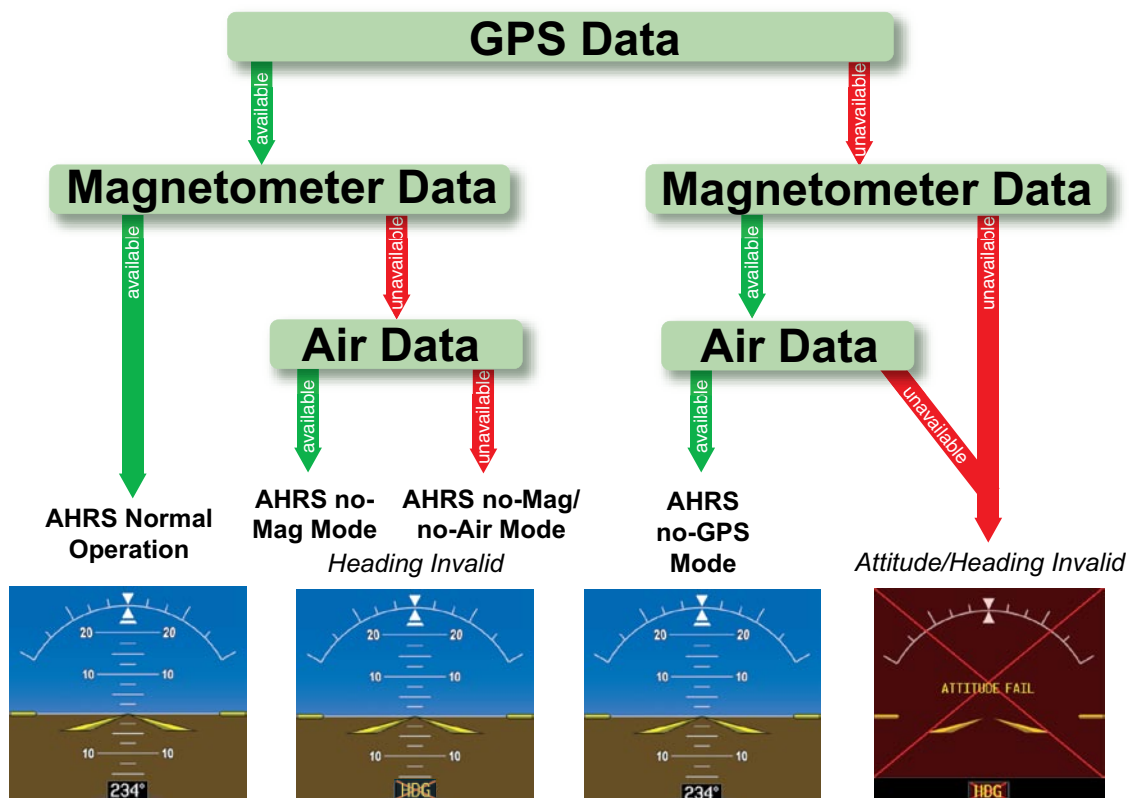 GPS Data
available
unavailable
Magnetometer Data
Magnetometer Data
available
unavailable
available
unavailable
Air Data
Air Data
available
unavailable
available
unavailable
AHRS Normal
Operation
AHRS no-
Mag Mode
AHRS no-Mag/
no-Air Mode
Heading Invalid
AHRS
no-GPS
Mode
Attitude/Heading Invalid
20 20
10 10
10 10
234°
20 20
10 10
10 10
HDG
20 20
10 10
10 10
234°
ATTITUDE FAIL
HDG